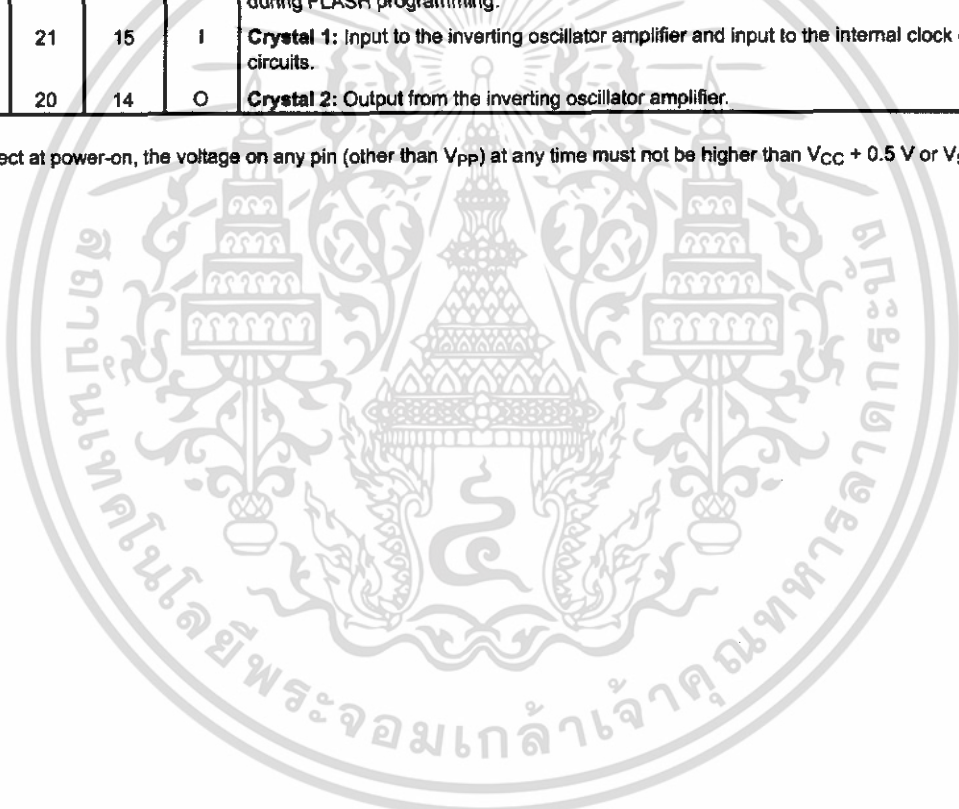 during FLASH programming.
21 15 I Crystal 1: Input to the inverting oscillator amplifier and input to the internal clock
circuits.
20 14 O Crystal 2: Output from the inverting oscillator amplifier.
ect at power-on, the voltage on any pin (other than VPP) at any time must not be higher than VCC + 0.5 V or V
สถาบันเทคโนโลยีพระจอมเกล้าเจ้าคุณทหารลาดกระบัง